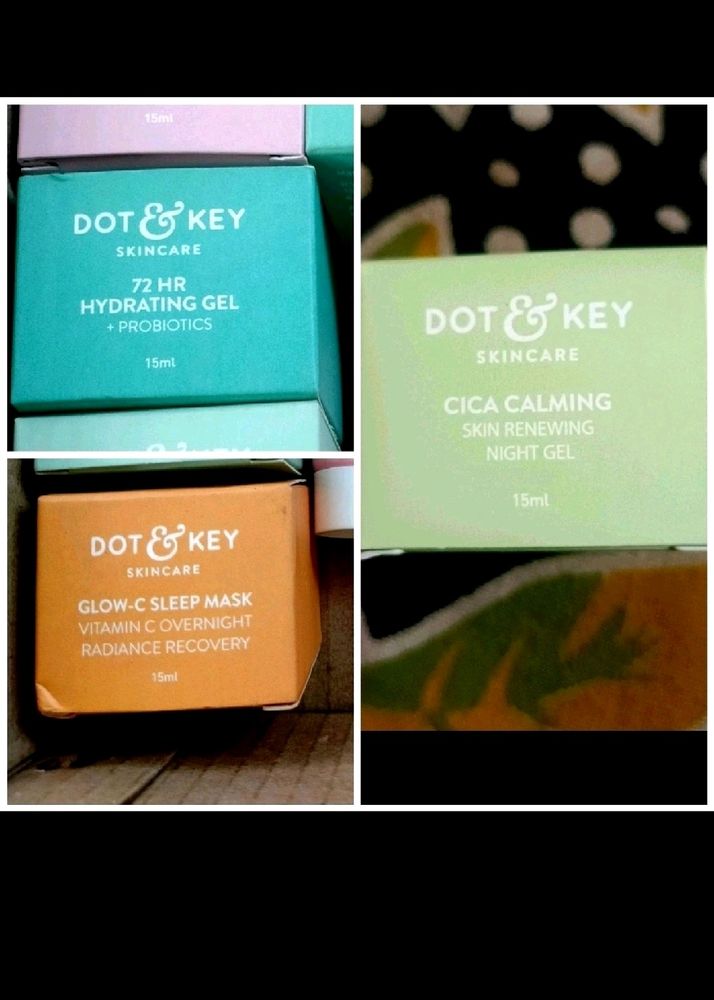 15ml
DOT & KEY
SKINCARE
72 HR
HYDRATING GEL
+ PROBIOTICS
15ml
DOT & KEY
SKINCARE
GLOW-C SLEEP MASK
VITAMIN C OVERNIGHT
RADIANCE RECOVERY
15ml
DOT & KEY
SKINCARE
CICA CALMING
SKIN RENEWING
NIGHT GEL
15ml